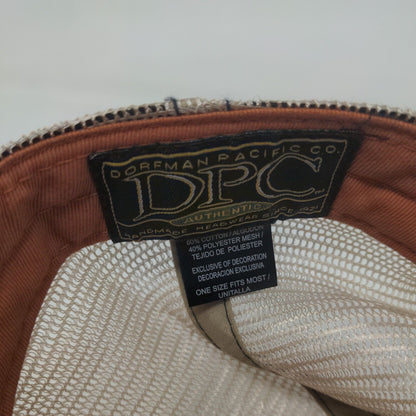 DORFMAN PACIFIC CO.
DPC
AUTHENTIC
HANDMADE HEADWEAR SINCE 1921
60% COTTON/ALGODON
40% POLYESTER MESH /
TEJIDO DE POLIESTER
EXCLUSIVE OF DECORATION
DECORACION EXCLUSIVA
ONE SIZE FITS MOST /
UNITALLA